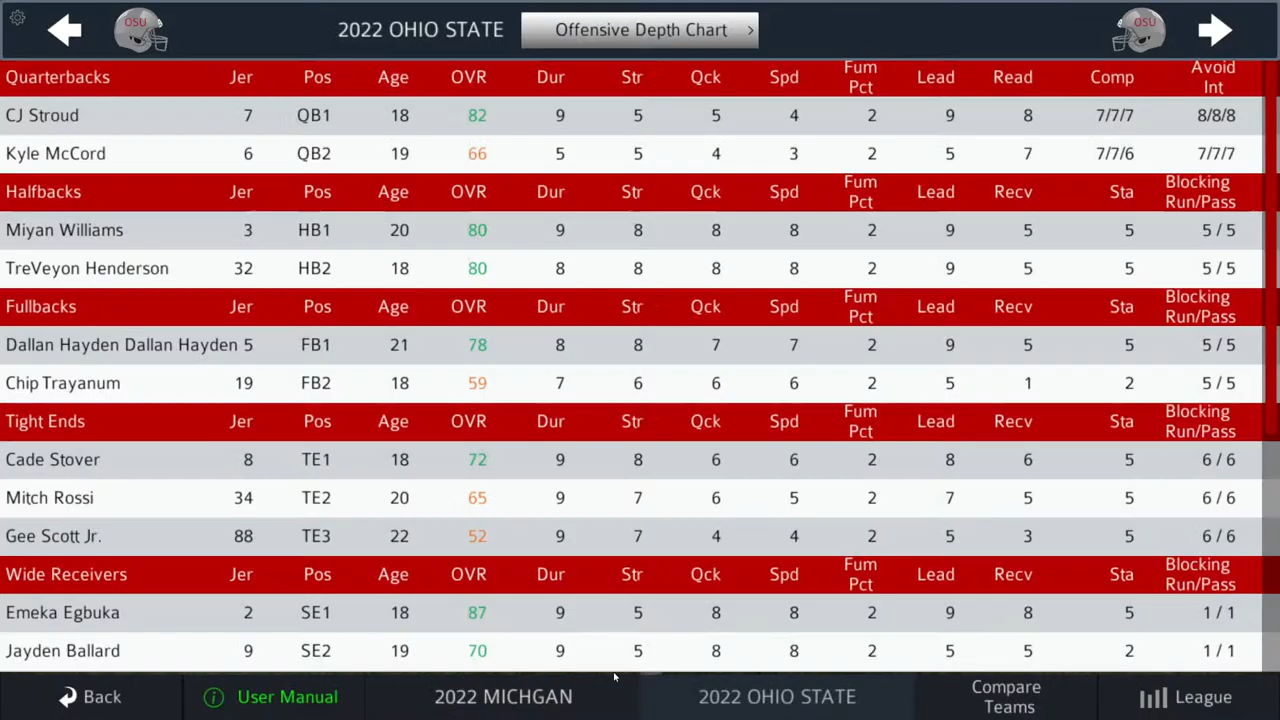 OSU 2022 OHIO STATE Offensive Depth Chart > OSU
Quarterbacks Jer Pos Age OVR Dur Str Qck Spd Fum Pct Lead Read Comp Avoid Int
CJ Stroud 7 QB1 18 82 9 5 5 4 2 9 8 7/7/7 8/8/8
Kyle McCord 6 QB2 19 66 5 5 4 3 2 5 7 7/7/6 7/7/7
Halfbacks Jer Pos Age OVR Dur Str Qck Spd Fum Pct Lead Recv Sta Blocking Run/Pass
Miyan Williams 3 HB1 20 80 9 8 8 8 2 9 5 5 5 / 5
TreVeyon Henderson 32 HB2 18 80 8 8 8 8 2 9 5 5 5 / 5
Fullbacks Jer Pos Age OVR Dur Str Qck Spd Fum Pct Lead Recv Sta Blocking Run/Pass
Dallan Hayden Dallan Hayden 5 FB1 21 78 8 8 7 7 2 9 5 5 5 / 5
Chip Trayanum 19 FB2 18 59 7 6 6 6 2 5 1 2 5 / 5
Tight Ends Jer Pos Age OVR Dur Str Qck Spd Fum Pct Lead Recv Sta Blocking Run/Pass
Cade Stover 8 TE1 18 72 9 8 6 6 2 8 6 5 6 / 6
Mitch Rossi 34 TE2 20 65 9 7 6 5 2 7 5 5 6 / 6
Gee Scott Jr. 88 TE3 22 52 9 7 4 4 2 5 3 5 6 / 6
Wide Receivers Jer Pos Age OVR Dur Str Qck Spd Fum Pct Lead Recv Sta Blocking Run/Pass
Emeka Egbuka 2 SE1 18 87 9 5 8 8 2 9 8 5 1 / 1
Jayden Ballard 9 SE2 19 70 9 5 8 8 2 5 5 2 1 / 1
Back User Manual 2022 MICHGAN 2022 OHIO STATE Compare Teams League